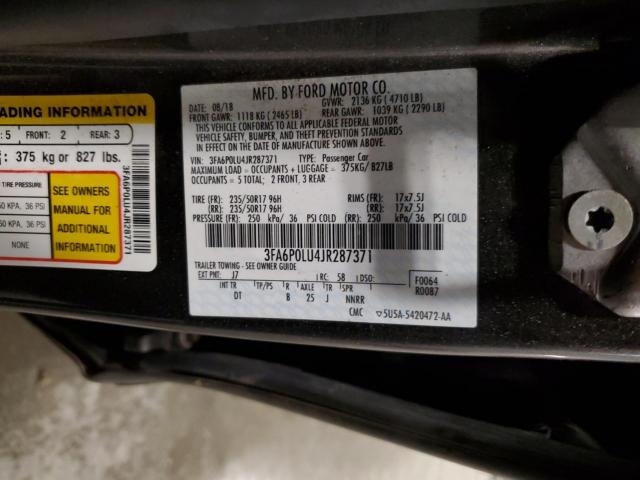 ADING INFORMATION
5 FRONT: 2 REAR: 3
375 kg or 827 lbs.
TIRE PRESSURE
50 KPA, 36 PSI
50 KPA, 36 PSI
NONE
SEE OWNERS
MANUAL FOR
ADDITIONAL
INFORMATION
3FA6P0LU4JR287371
MFD. BY FORD MOTOR CO.
08/18 GVWR: 2136 KG (4710 LB)
FRONT GAWR: 1118 KG (2465 LB) REAR GAWR: 1039 KG (2290 LB)
THIS VEHICLE CONFORMS TO ALL APPLICABLE FEDERAL MOTOR
VEHICLE SAFETY, BUMPER, AND THEFT PREVENTION STANDARDS IN
EFFECT ON THE DATE OF MANUFACTURE SHOWN ABOVE.
VIN: 3FA6P0LU4JR287371 TYPE: Passenger Car
MAXIMUM LOAD = OCCUPANTS + LUGGAGE = 375KG/ 827LB
OCCUPANTS = 5 TOTAL: 2 FRONT, 3 REAR
TIRE (FR): 235/50R17 96H RIMS (FR): 17x7.5J
(RR): 235/50R17 96H (RR): 17x7.5J
PRESSURE (FR): 250 kPa/ 36 PSI COLD (RR): 250 kPa/ 36 PSI COLD
3FA6P0LU4JR287371
TRAILER TOWING - SEE OWNER GUIDE
EXT PNT: J7 RC: 58 DSO: F0064
R0087
INT TR TP/PS R AXLE TR SPR
DT B 25 J NNRR
CMC ▽5U5A-5420472-AA